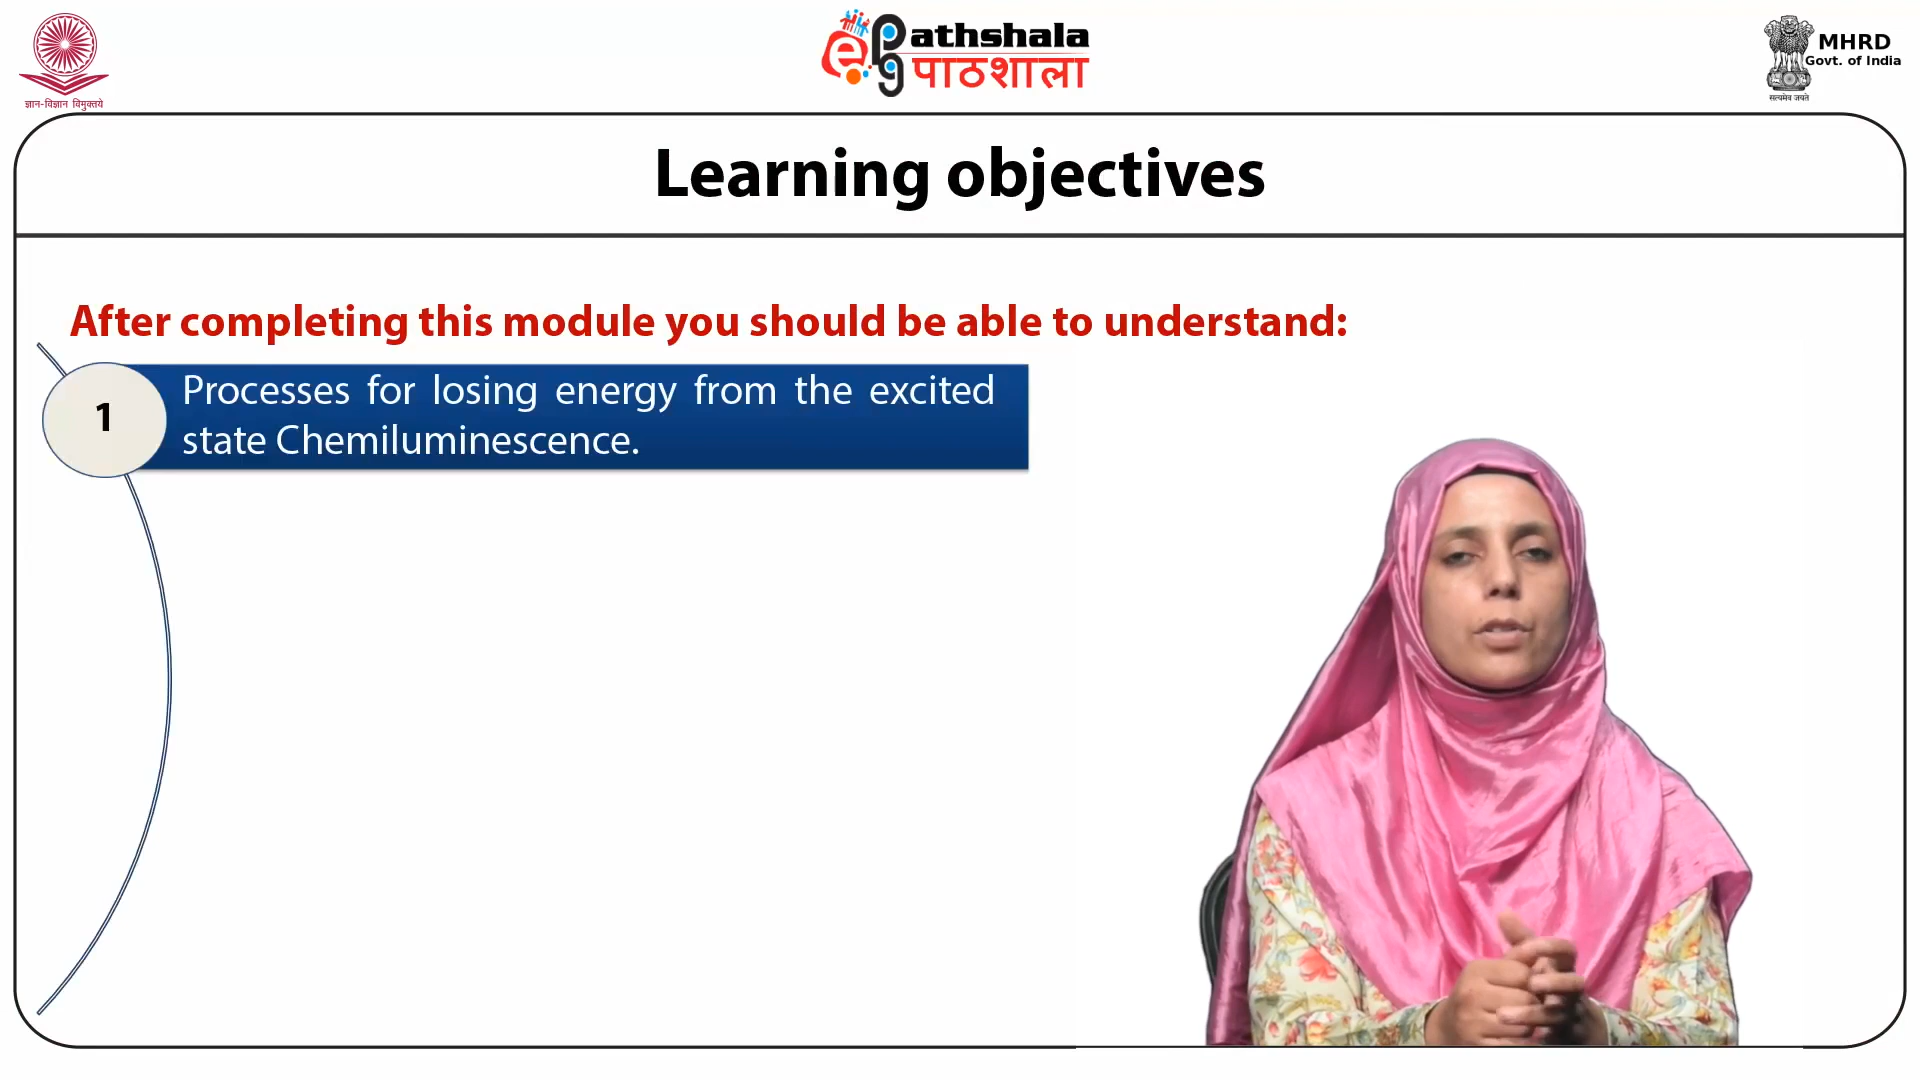 ज्ञान-विज्ञान विमुक्तये
ePathshala
पाठशाला
MHRD
Govt. of India
सत्यमेव जयते
Learning objectives
After completing this module you should be able to understand:
1
Processes for losing energy from the excited
state Chemiluminescence.